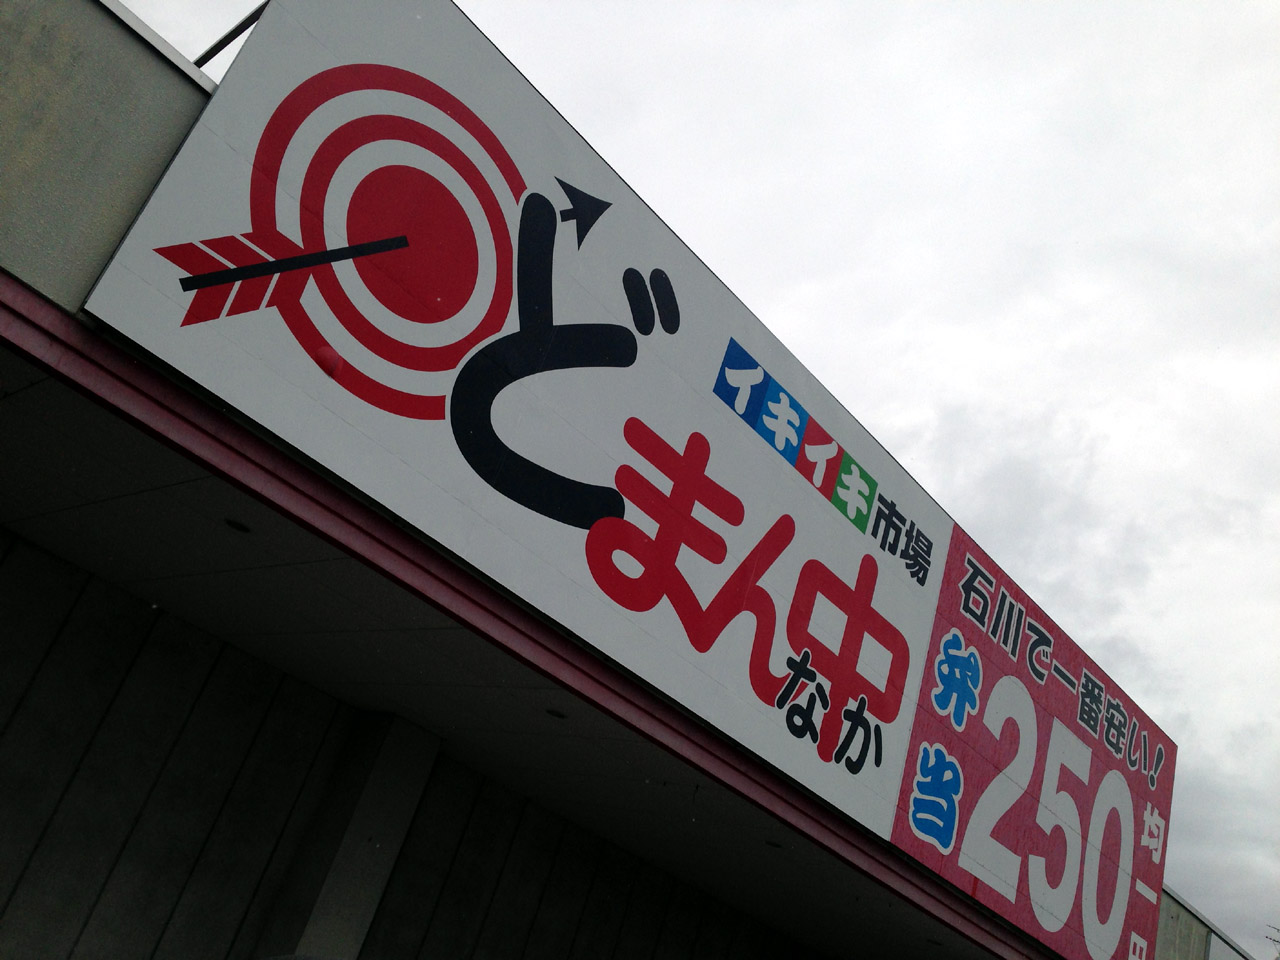 イキイキ市場
どまん中
なか
石川で一番安い!
弁当
250
均一
円